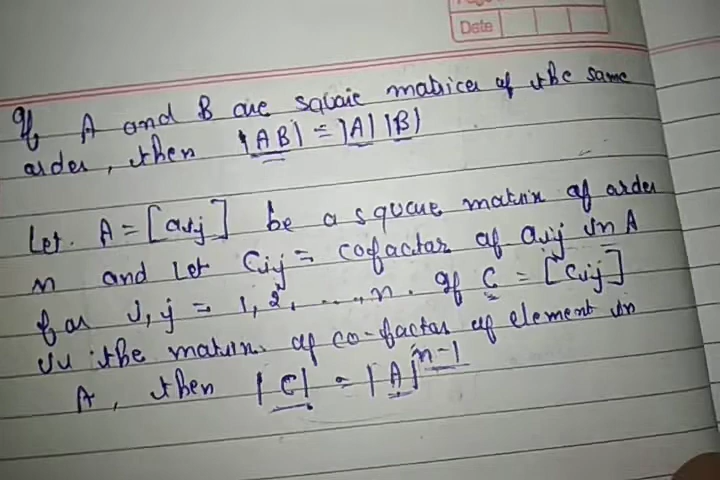 Date
If A and B are square matrices of the same
order, then |AB| = |A| |B|
Let. A = [aij] be a square matrix of order
n and let Cij = cofactor of aij in A
for i, j = 1, 2, ....., n. If C = [cij]
is the matrix of co-factor of element in
A, then |C| = |A|ⁿ⁻¹